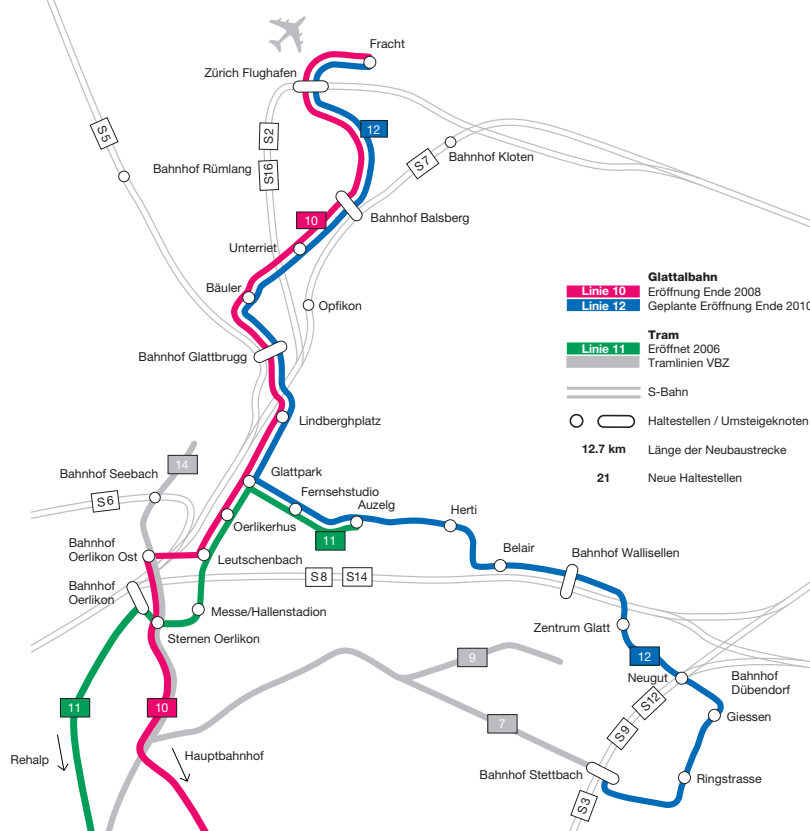 Fracht
Zürich Flughafen
12
S5
S2
S7
Bahnhof Kloten
Bahnhof Rümlang
S16
10
Bahnhof Balsberg
Unterriet
Bäuler
Opfikon
Bahnhof Glattbrugg
Lindberghplatz
Glattalbahn
Linie 10 Eröffnung Ende 2008
Linie 12 Geplante Eröffnung Ende 2010
Tram
Linie 11 Eröffnet 2006
Tramlinien VBZ
S-Bahn
Haltestellen / Umsteigeknoten
12.7 km Länge der Neubaustrecke
21 Neue Haltestellen
14
Bahnhof Seebach
Glattpark
S6
Fernsehstudio
Auzelg
Herti
Oerlikerhus
11
Bahnhof
Oerlikon Ost
Leutschenbach
Belair
Bahnhof Wallisellen
Bahnhof
Oerlikon
S8
S14
Messe/Hallenstadion
Sternen Oerlikon
Zentrum Glatt
12
9
Neugut
Bahnhof
Dübendorf
S12
11
10
7
S9
Giessen
Rehalp
Hauptbahnhof
Bahnhof Stettbach
Ringstrasse
S3